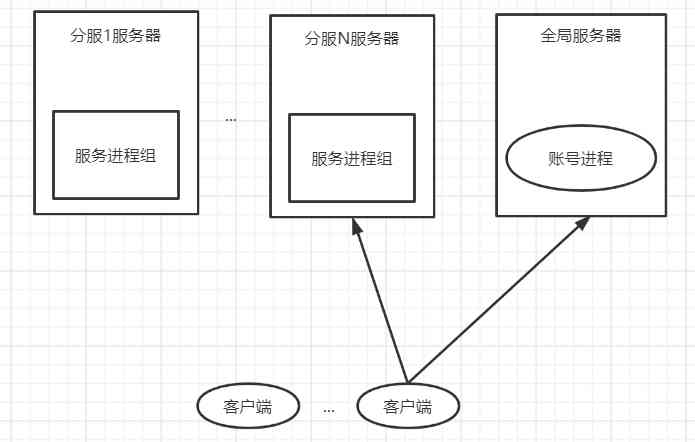 分服1服务器
分服N服务器
全局服务器
服务进程组
...
服务进程组
账号进程
客户端
...
客户端